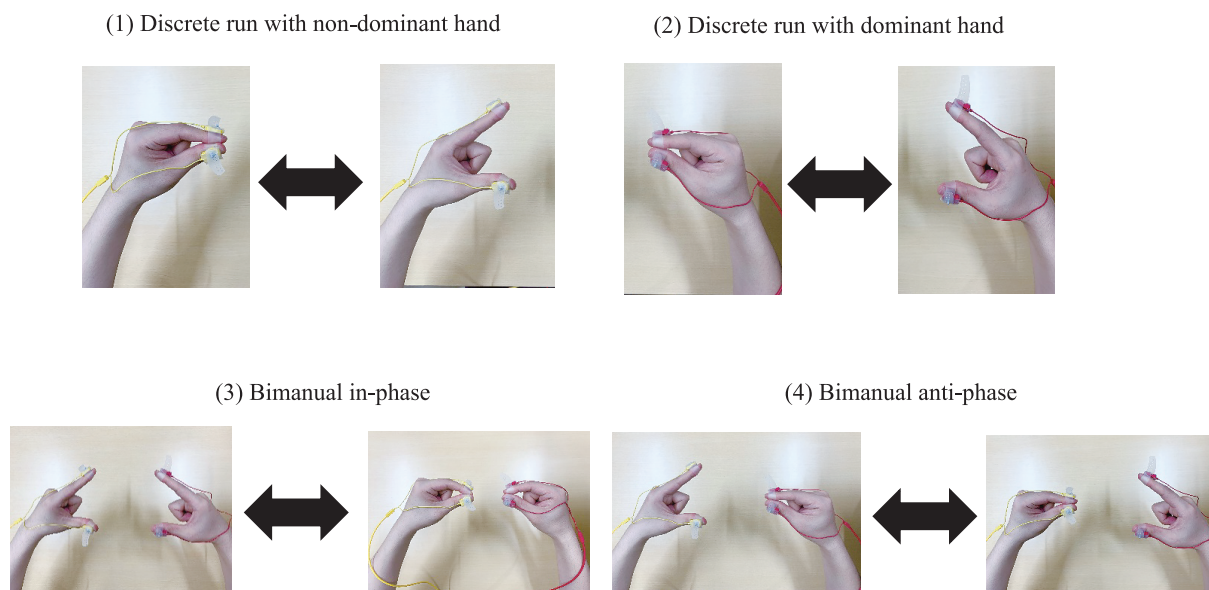 (1) Discrete run with non-dominant hand
(2) Discrete run with dominant hand
(3) Bimanual in-phase
(4) Bimanual anti-phase